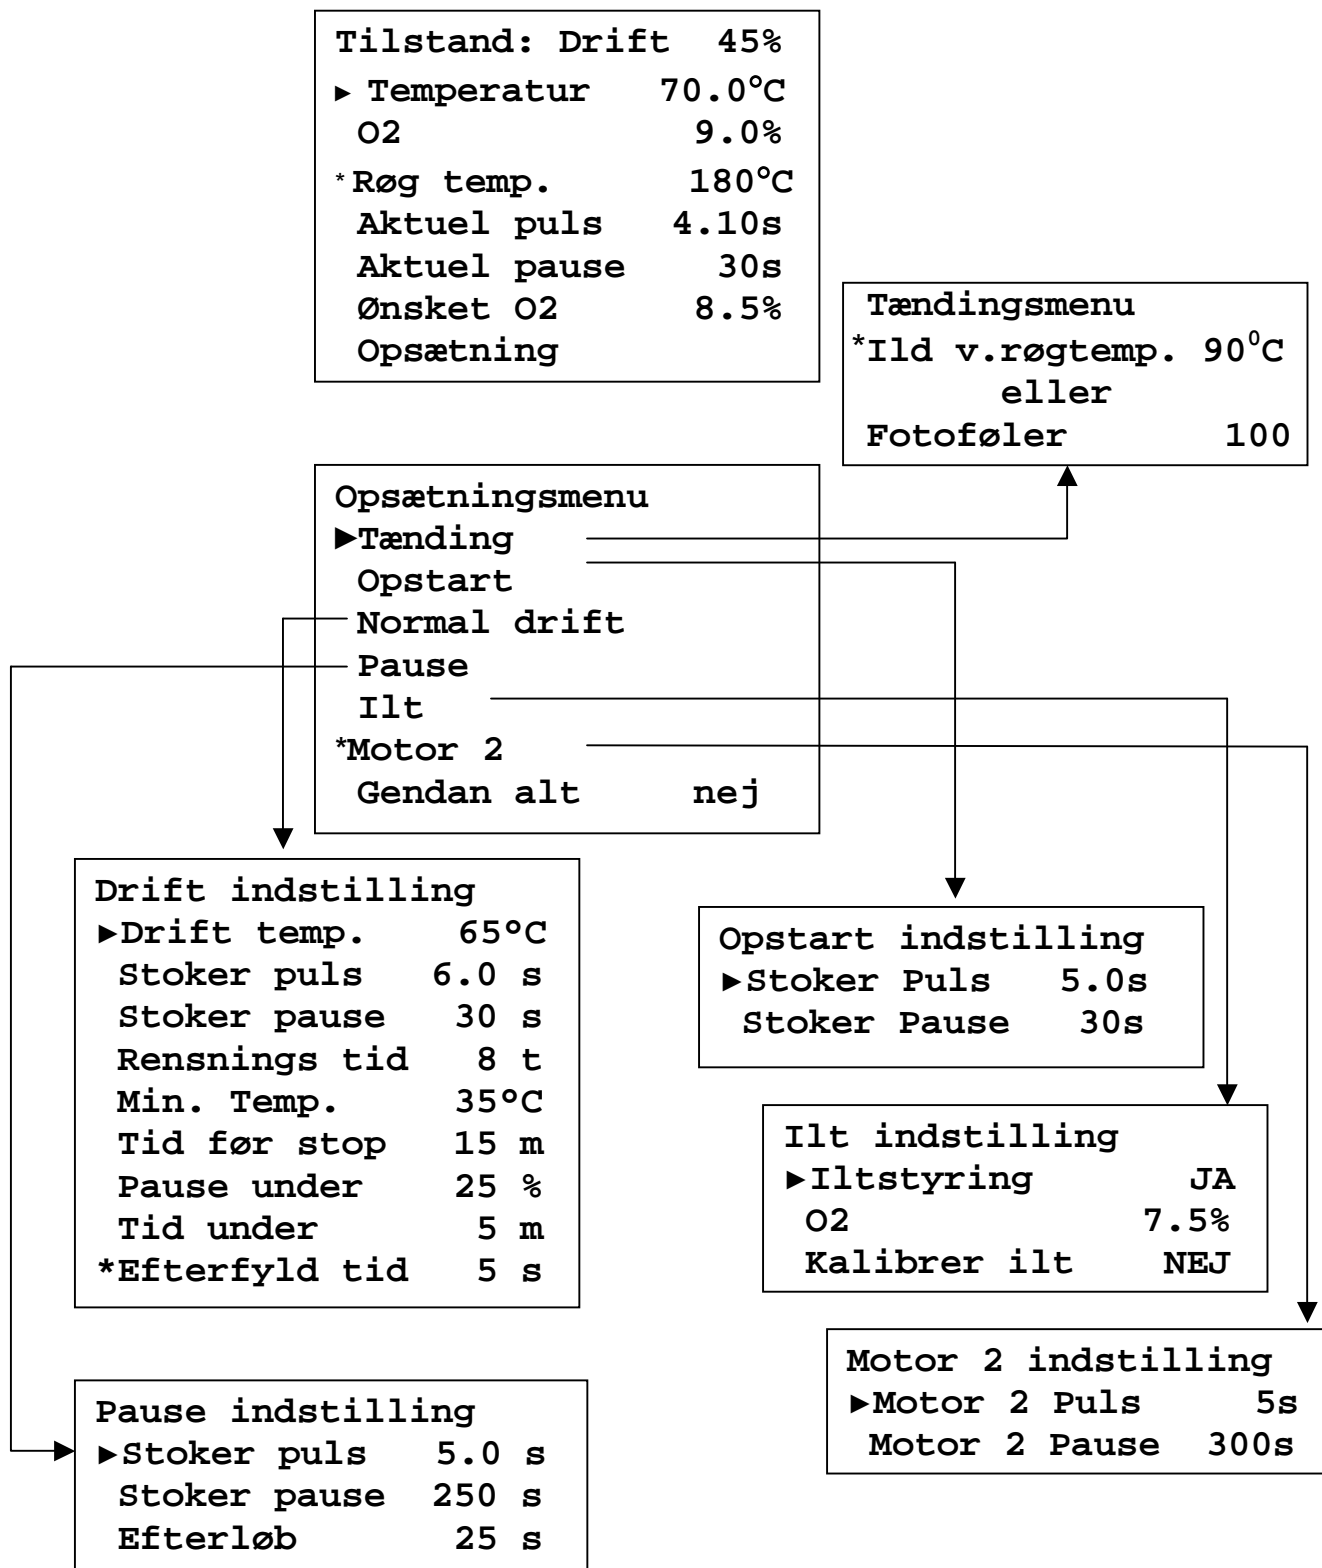 Tilstand: Drift 45%
► Temperatur 70.0°C
O2 9.0%
*Røg temp. 180°C
Aktuel puls 4.10s
Aktuel pause 30s
Ønsket O2 8.5%
Opsætning
Tændingsmenu
*Ild v.røgtemp. 90⁰C
eller
Fotoføler 100
Opsætningsmenu
►Tænding
Opstart
Normal drift
Pause
Ilt
*Motor 2
Gendan alt nej
Drift indstilling
►Drift temp. 65°C
Stoker puls 6.0 s
Stoker pause 30 s
Rensnings tid 8 t
Min. Temp. 35°C
Tid før stop 15 m
Pause under 25 %
Tid under 5 m
*Efterfyld tid 5 s
Opstart indstilling
►Stoker Puls 5.0s
Stoker Pause 30s
Ilt indstilling
►Iltstyring JA
O2 7.5%
Kalibrer ilt NEJ
Motor 2 indstilling
►Motor 2 Puls 5s
Motor 2 Pause 300s
Pause indstilling
►Stoker puls 5.0 s
Stoker pause 250 s
Efterløb 25 s